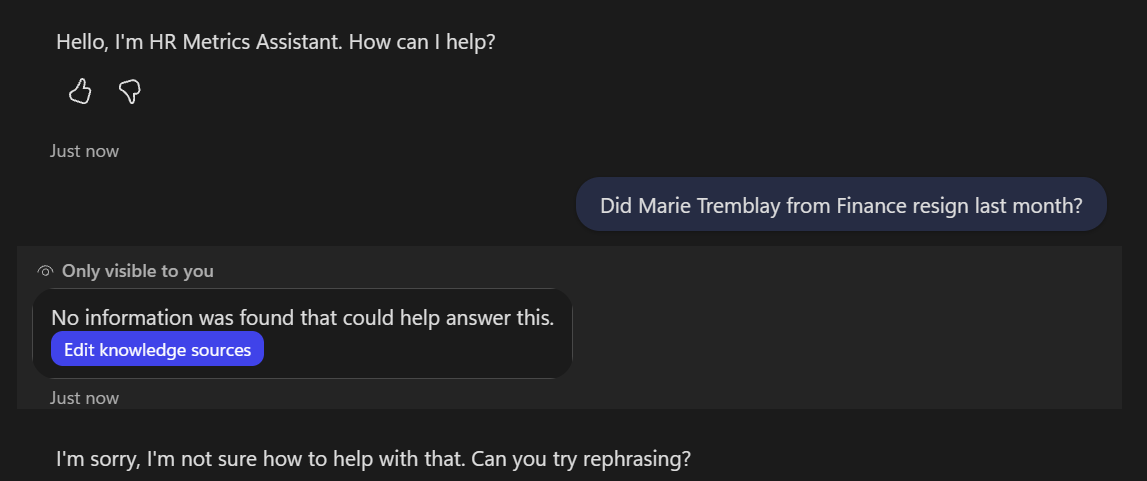 Hello, I'm HR Metrics Assistant. How can I help?
Just now
Did Marie Tremblay from Finance resign last month?
Only visible to you
No information was found that could help answer this.
Edit knowledge sources
Just now
I'm sorry, I'm not sure how to help with that. Can you try rephrasing?